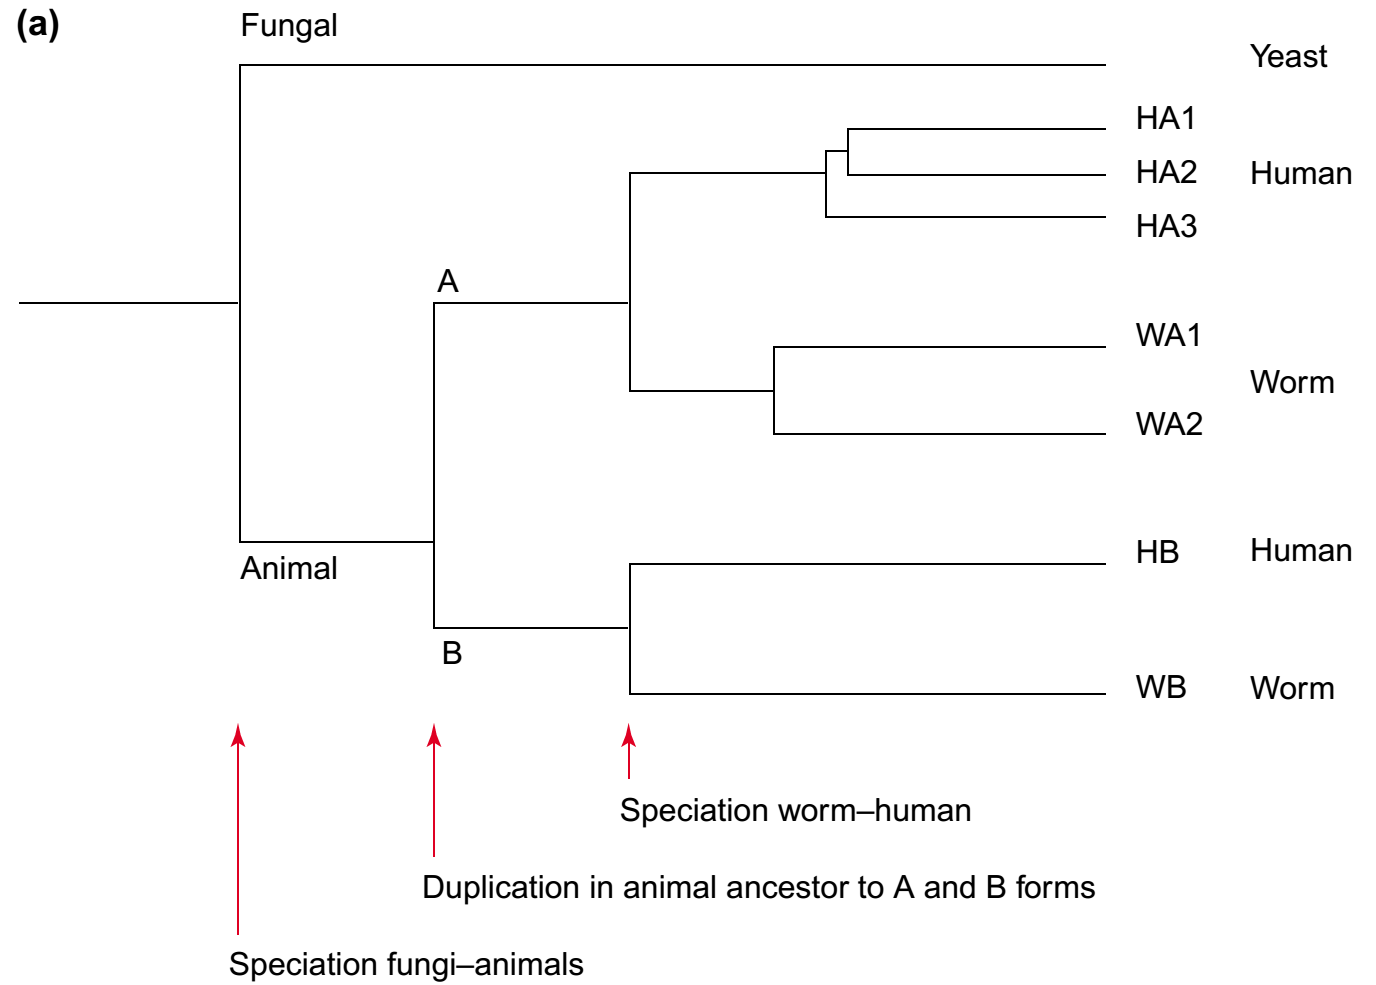 (a)
Fungal
Yeast
HA1
HA2 Human
HA3
A
WA1
Worm
WA2
HB Human
Animal
B
WB Worm
Speciation worm–human
Duplication in animal ancestor to A and B forms
Speciation fungi–animals